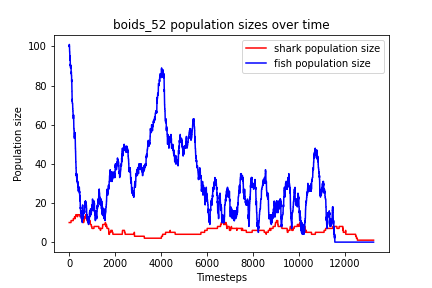 boids_52 population sizes over time
shark population size
fish population size
Population size
100
80
60
40
20
0
0 2000 4000 6000 8000 10000 12000
Timesteps